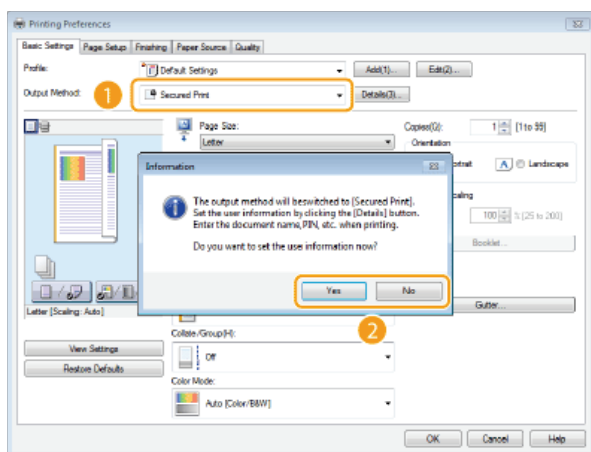 Printing Preferences
Basic Settings Page Setup Finishing Paper Source Quality
Profile: Default Settings Add(1)... Edit(2)...
Output Method: 1 Secured Print Details(3)...
Page Size: Copies(Q): 1 [1 to 99]
Letter Orientation
Information
A Landscape
The output method will beswitched to [Secured Print].
Set the user information by clicking the [Details] button.
Enter the document name, PIN, etc. when printing.
100 % [25 to 200]
Do you want to set the use information now?
Booklet...
Yes No
Letter [Scaling: Auto] Gutter...
2
Collate/Group(H):
View Settings Off
Restore Defaults
Color Mode:
Auto [Color/B&W]
OK Cancel Help